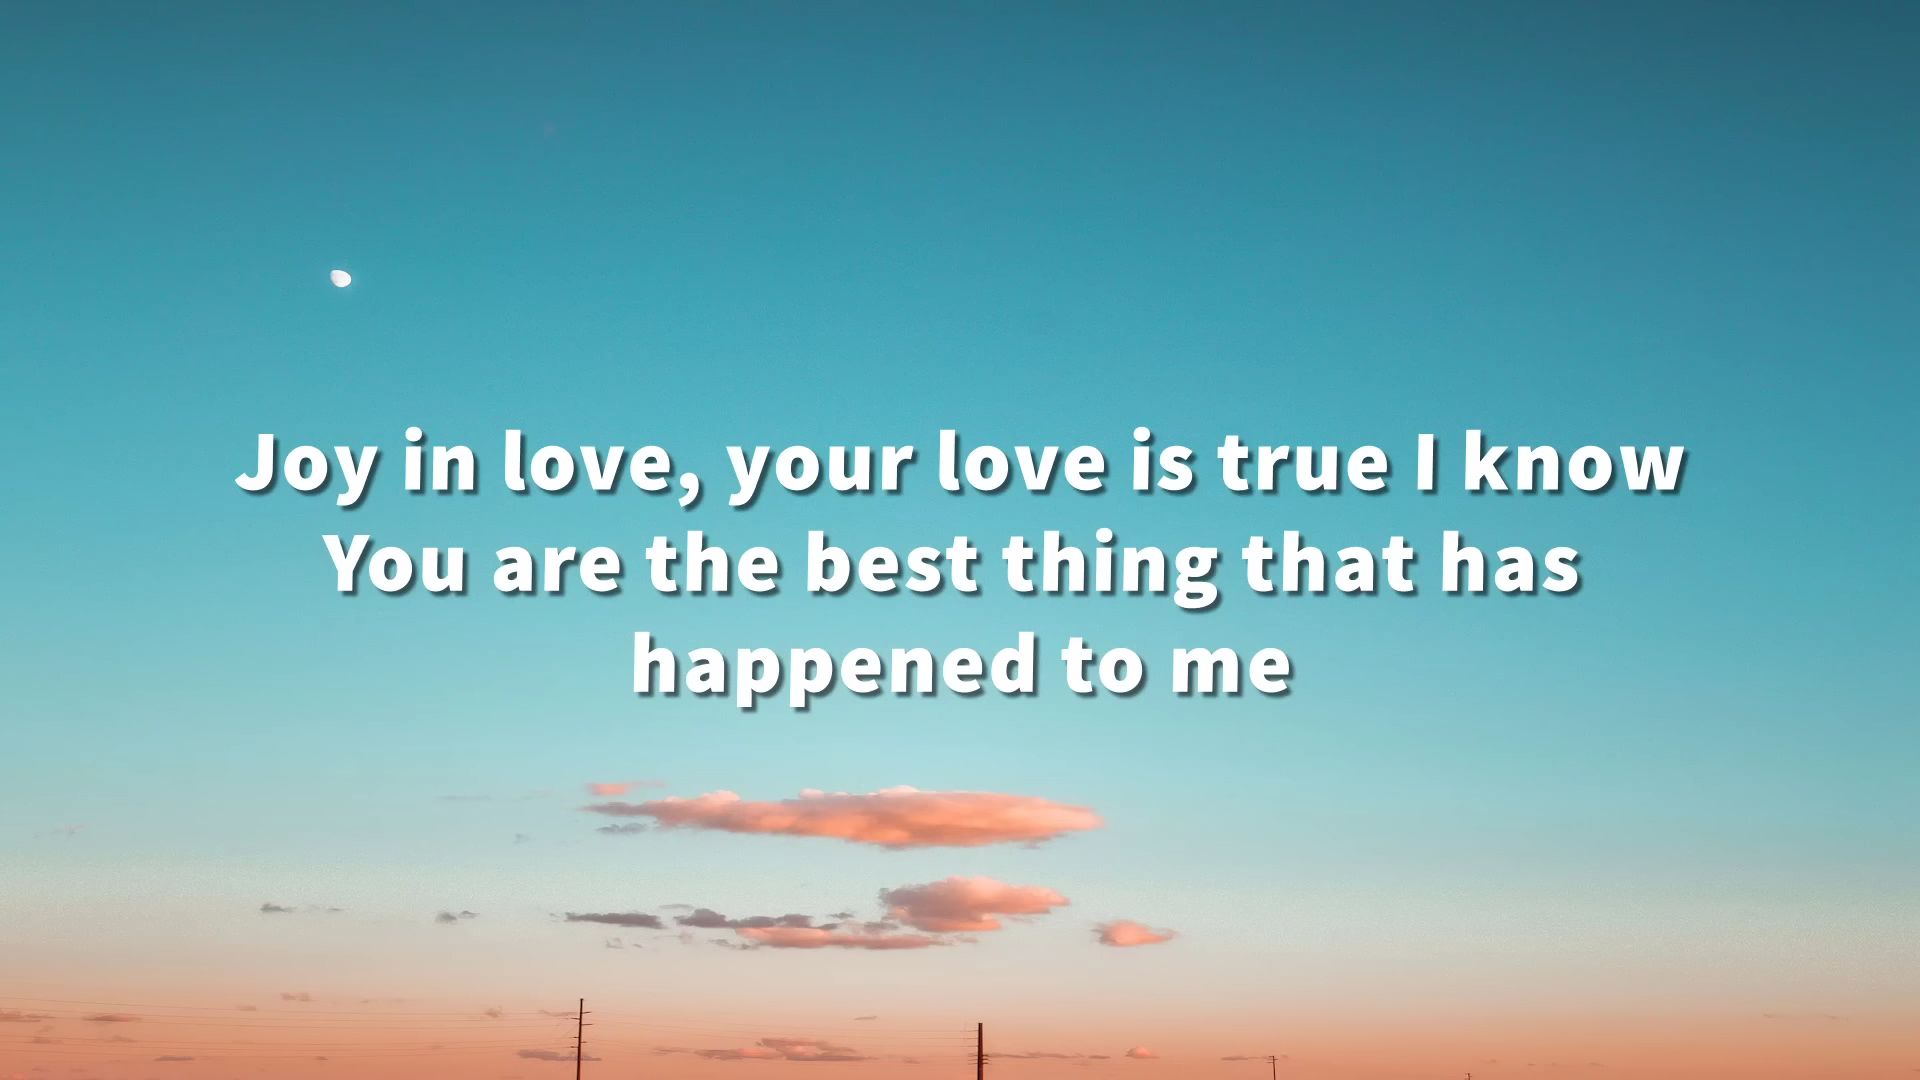 Joy in love, your love is true I know
You are the best thing that has
happened to me